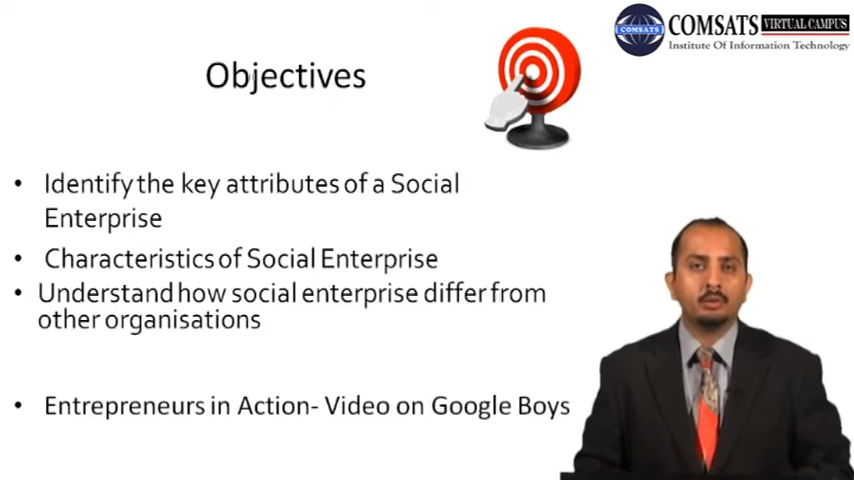 COMSATS VIRTUAL CAMPUS
COMSATS
Institute Of Information Technology
Objectives
• Identify the key attributes of a Social
Enterprise
• Characteristics of Social Enterprise
• Understand how social enterprise differ from
other organisations
• Entrepreneurs in Action- Video on Google Boys